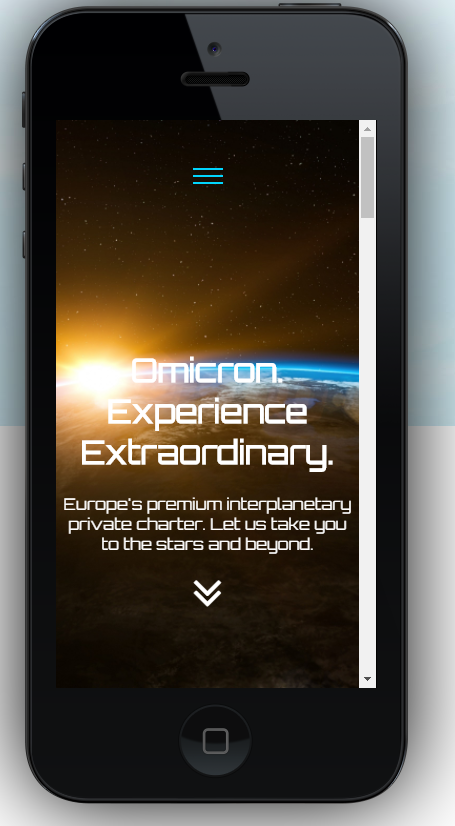 Omicron.
Experience
Extraordinary.
Europe's premium interplanetary
private charter. Let us take you
to the stars and beyond.